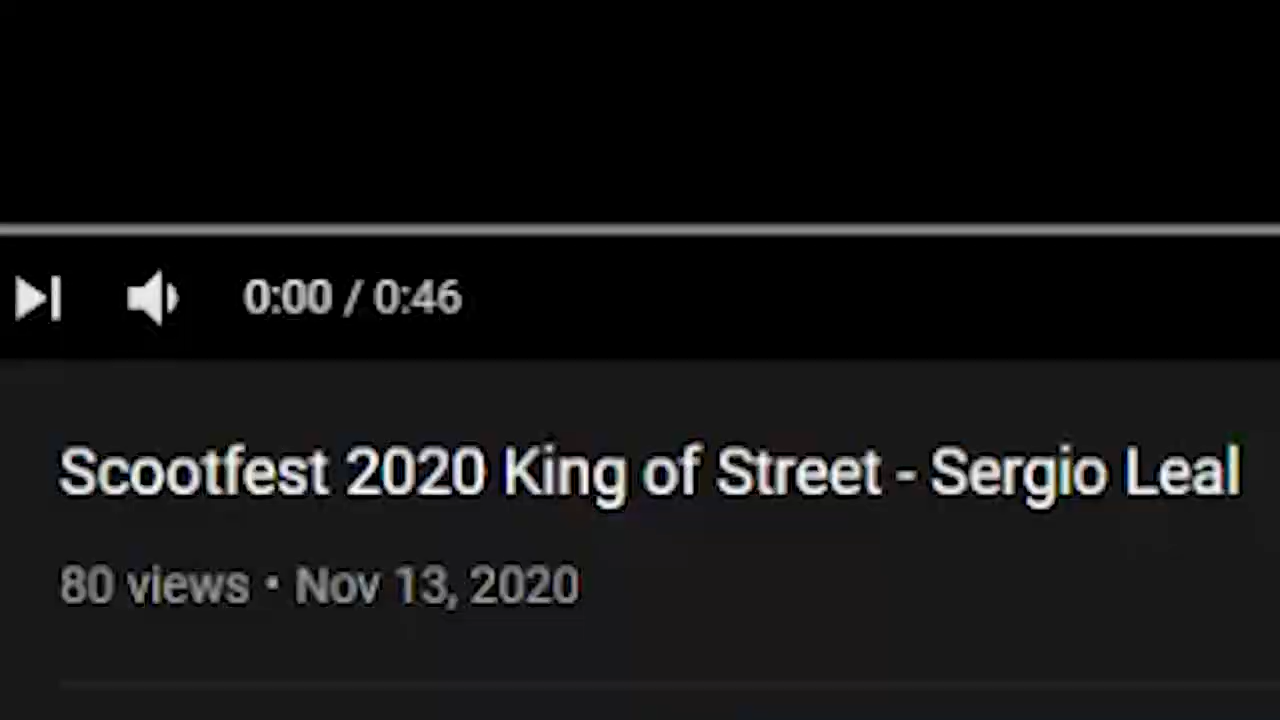 0:00 / 0:46
Scootfest 2020 King of Street - Sergio Leal
80 views • Nov 13, 2020